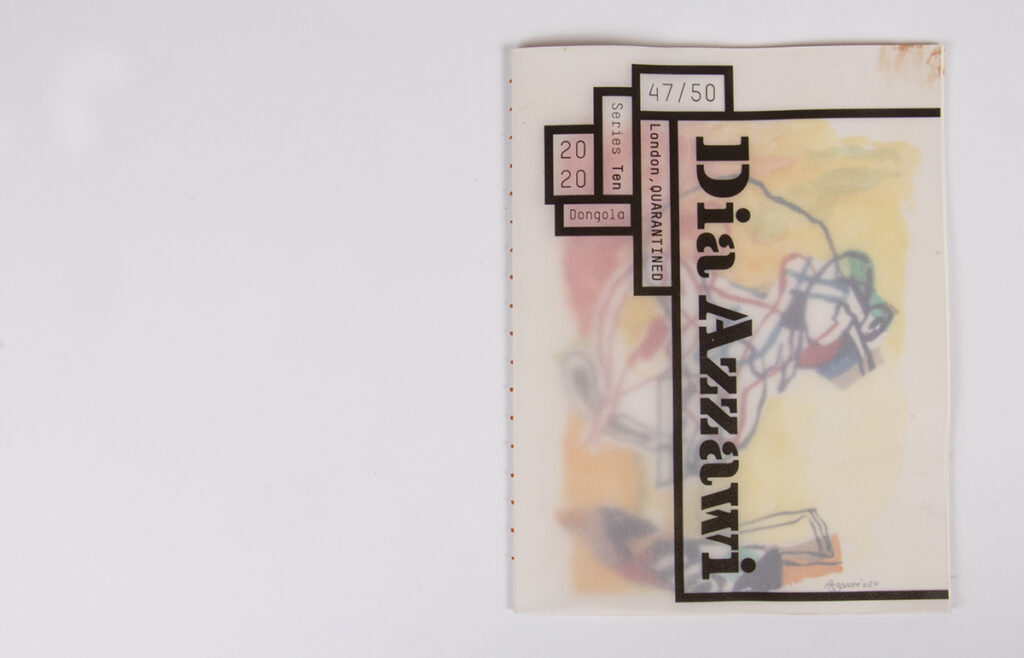 47/50
Series Ten
20
20
Dongola
London, QUARANTINED
Dia Azzawi